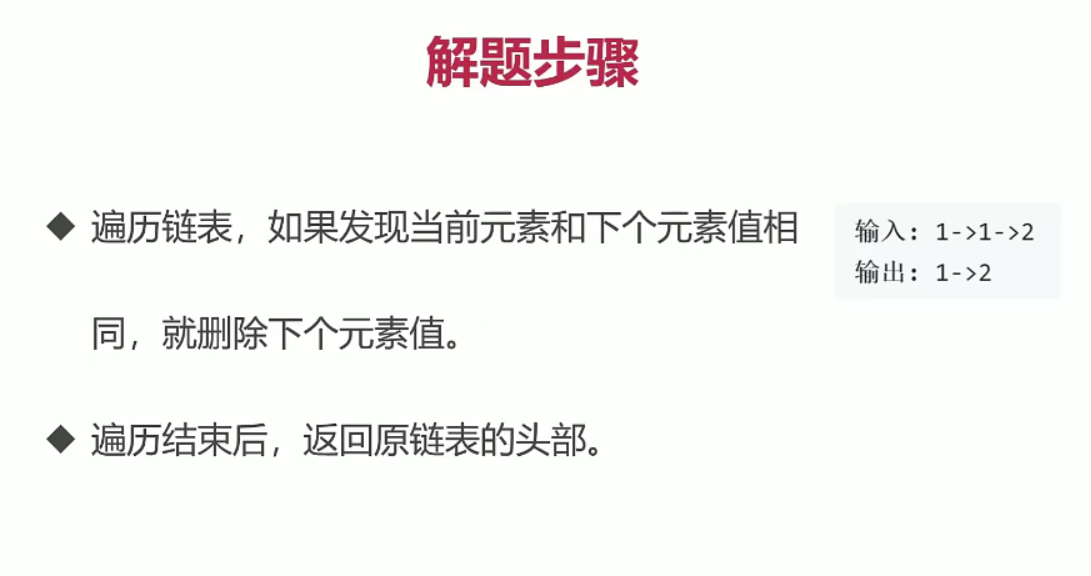 解题步骤
◆ 遍历链表，如果发现当前元素和下个元素值相
同，就删除下个元素值。
◆ 遍历结束后，返回原链表的头部。
输入: 1->1->2
输出: 1->2